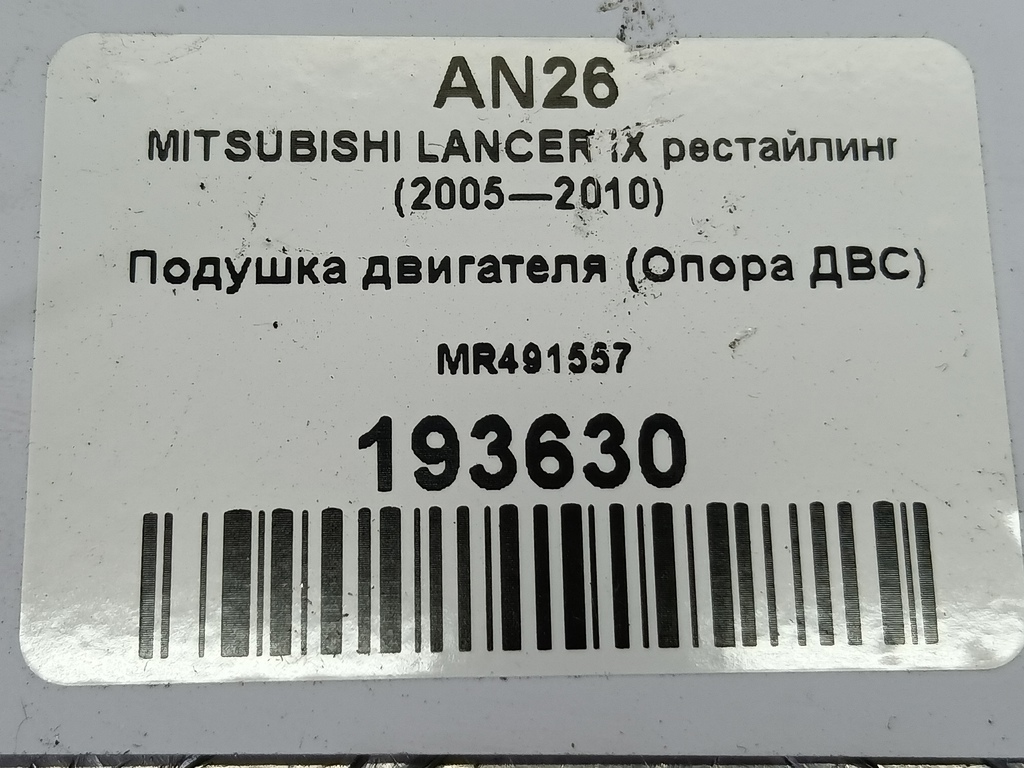 AN26
MITSUBISHI LANCER IX рестайлинг
(2005—2010)
Подушка двигателя (Опора ДВС)
MR491557
193630